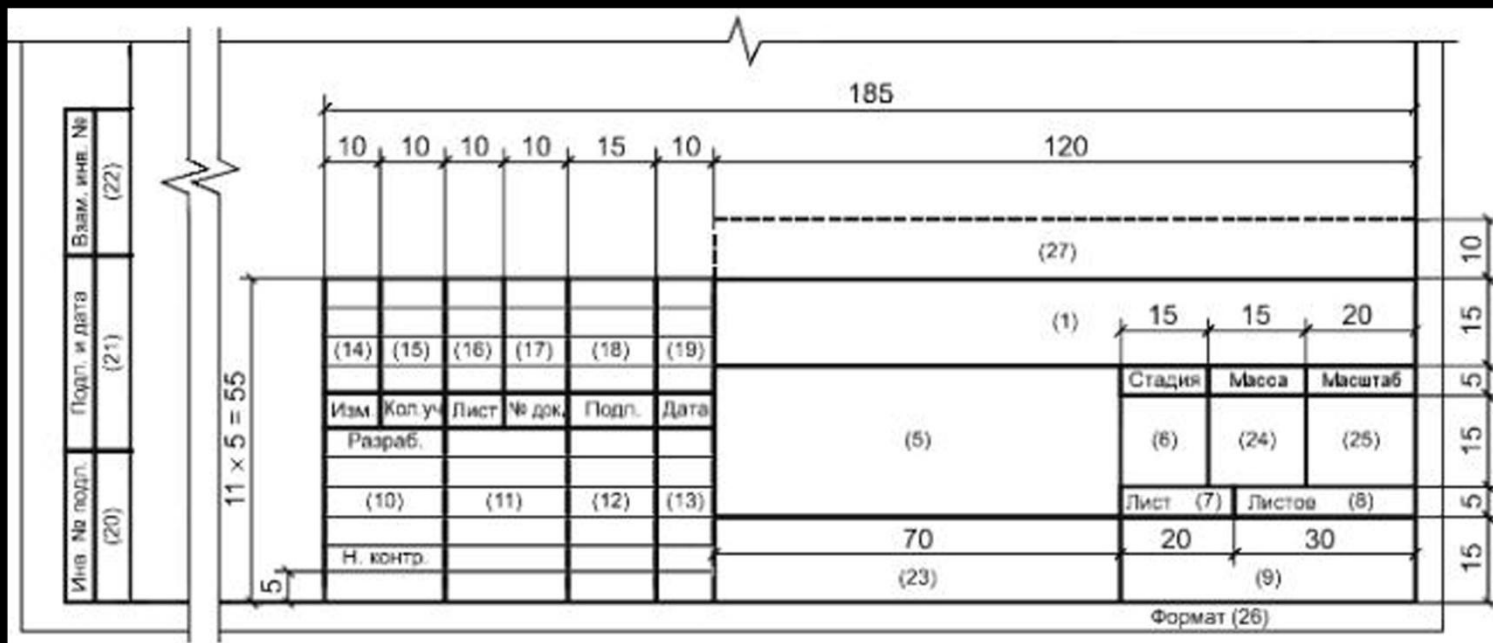 185
10 10 10 10 15 10 120
Взам. инв. №
(22)
(27)
10
(1)
15 15 20
15
(14) (15) (16) (17) (18) (19)
Подп. и дата
(21)
11 x 5 = 55
Стадия Масса Масштаб
5
Изм. Кол.уч Лист № док. Подп. Дата
Разраб.
(5)
(6) (24) (25)
15
Инв № подл.
(20)
(10) (11) (12) (13)
Лист (7) Листов (8)
5
70 20 30
Н. контр.
5
(23) (9)
15
Формат (26)